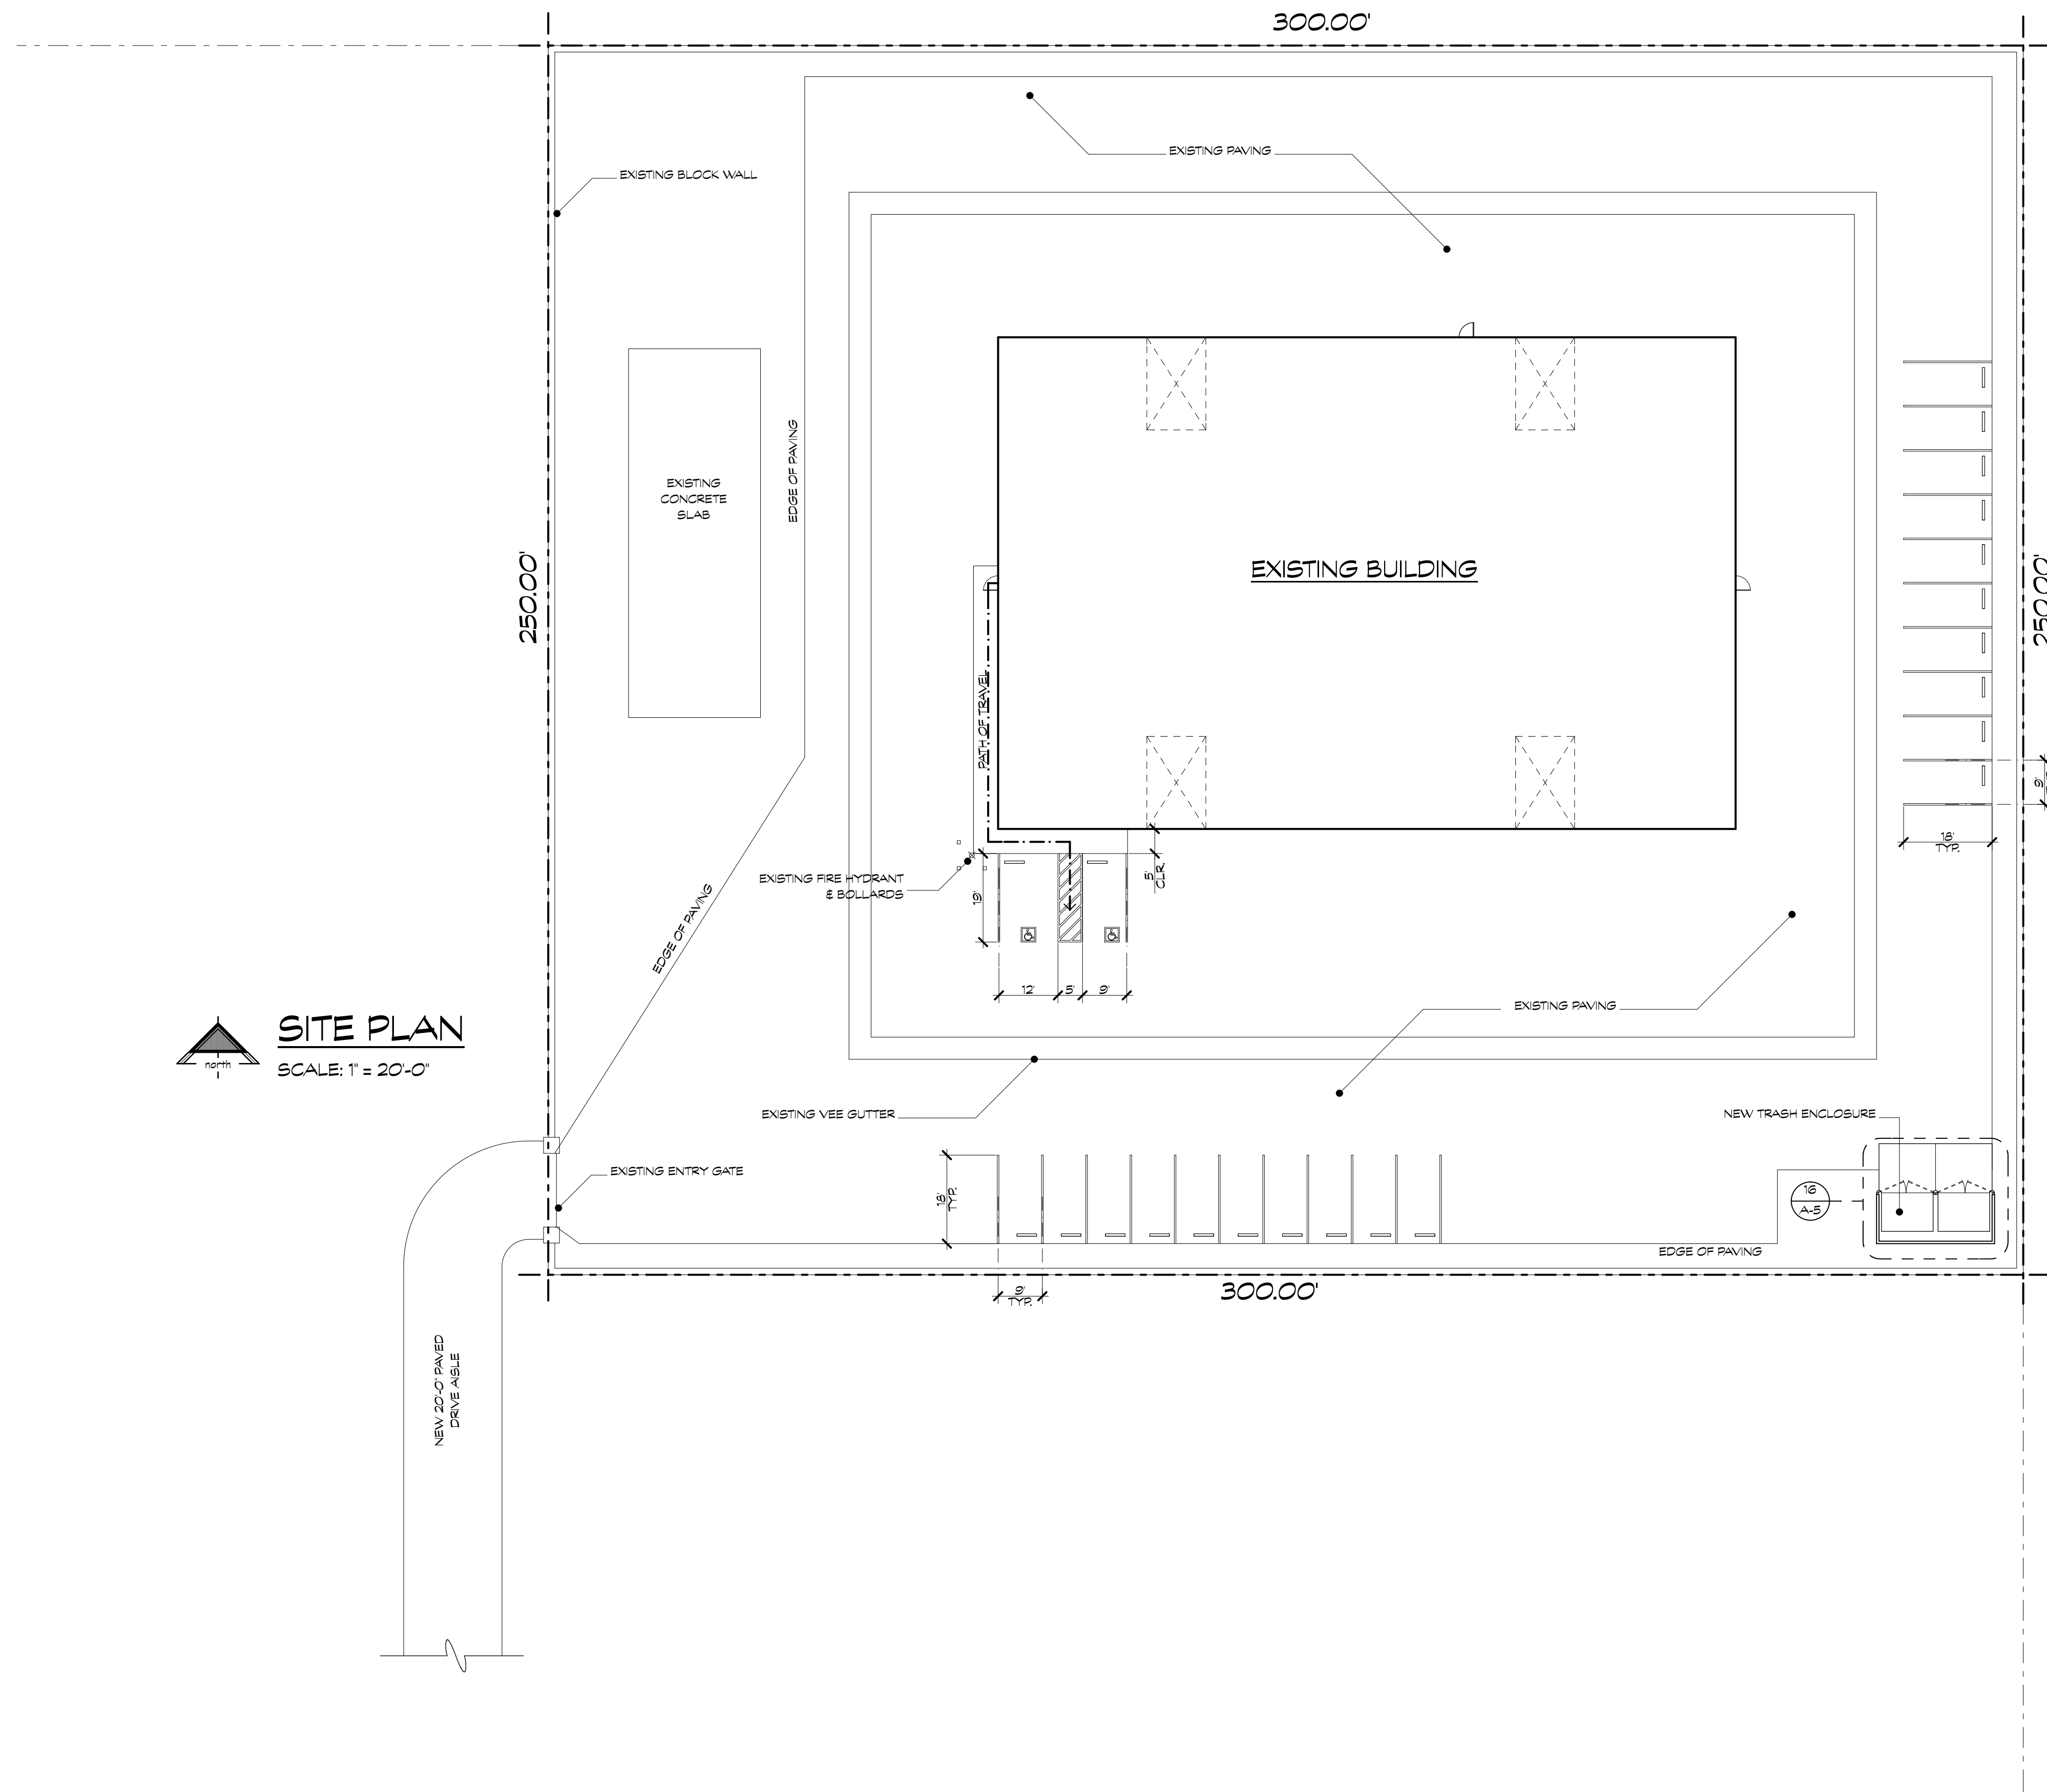 300.00'
EXISTING PAVING
EXISTING BLOCK WALL
EXISTING
CONCRETE
SLAB
EDGE OF PAVING
250.00'
250.00'
EXISTING BUILDING
PATH OF TRAVEL
9'
18'
TYP.
5'
CLR.
EXISTING FIRE HYDRANT
& BOLLARDS
19'
EDGE OF PAVING
12'
5'
9'
EXISTING PAVING
SITE PLAN
SCALE: 1" = 20'-0"
north
EXISTING VEE GUTTER
NEW TRASH ENCLOSURE
EXISTING ENTRY GATE
18'
TYP.
16
A-5
EDGE OF PAVING
9'
TYP.
300.00'
NEW 20'-0" PAVED
DRIVE AISLE